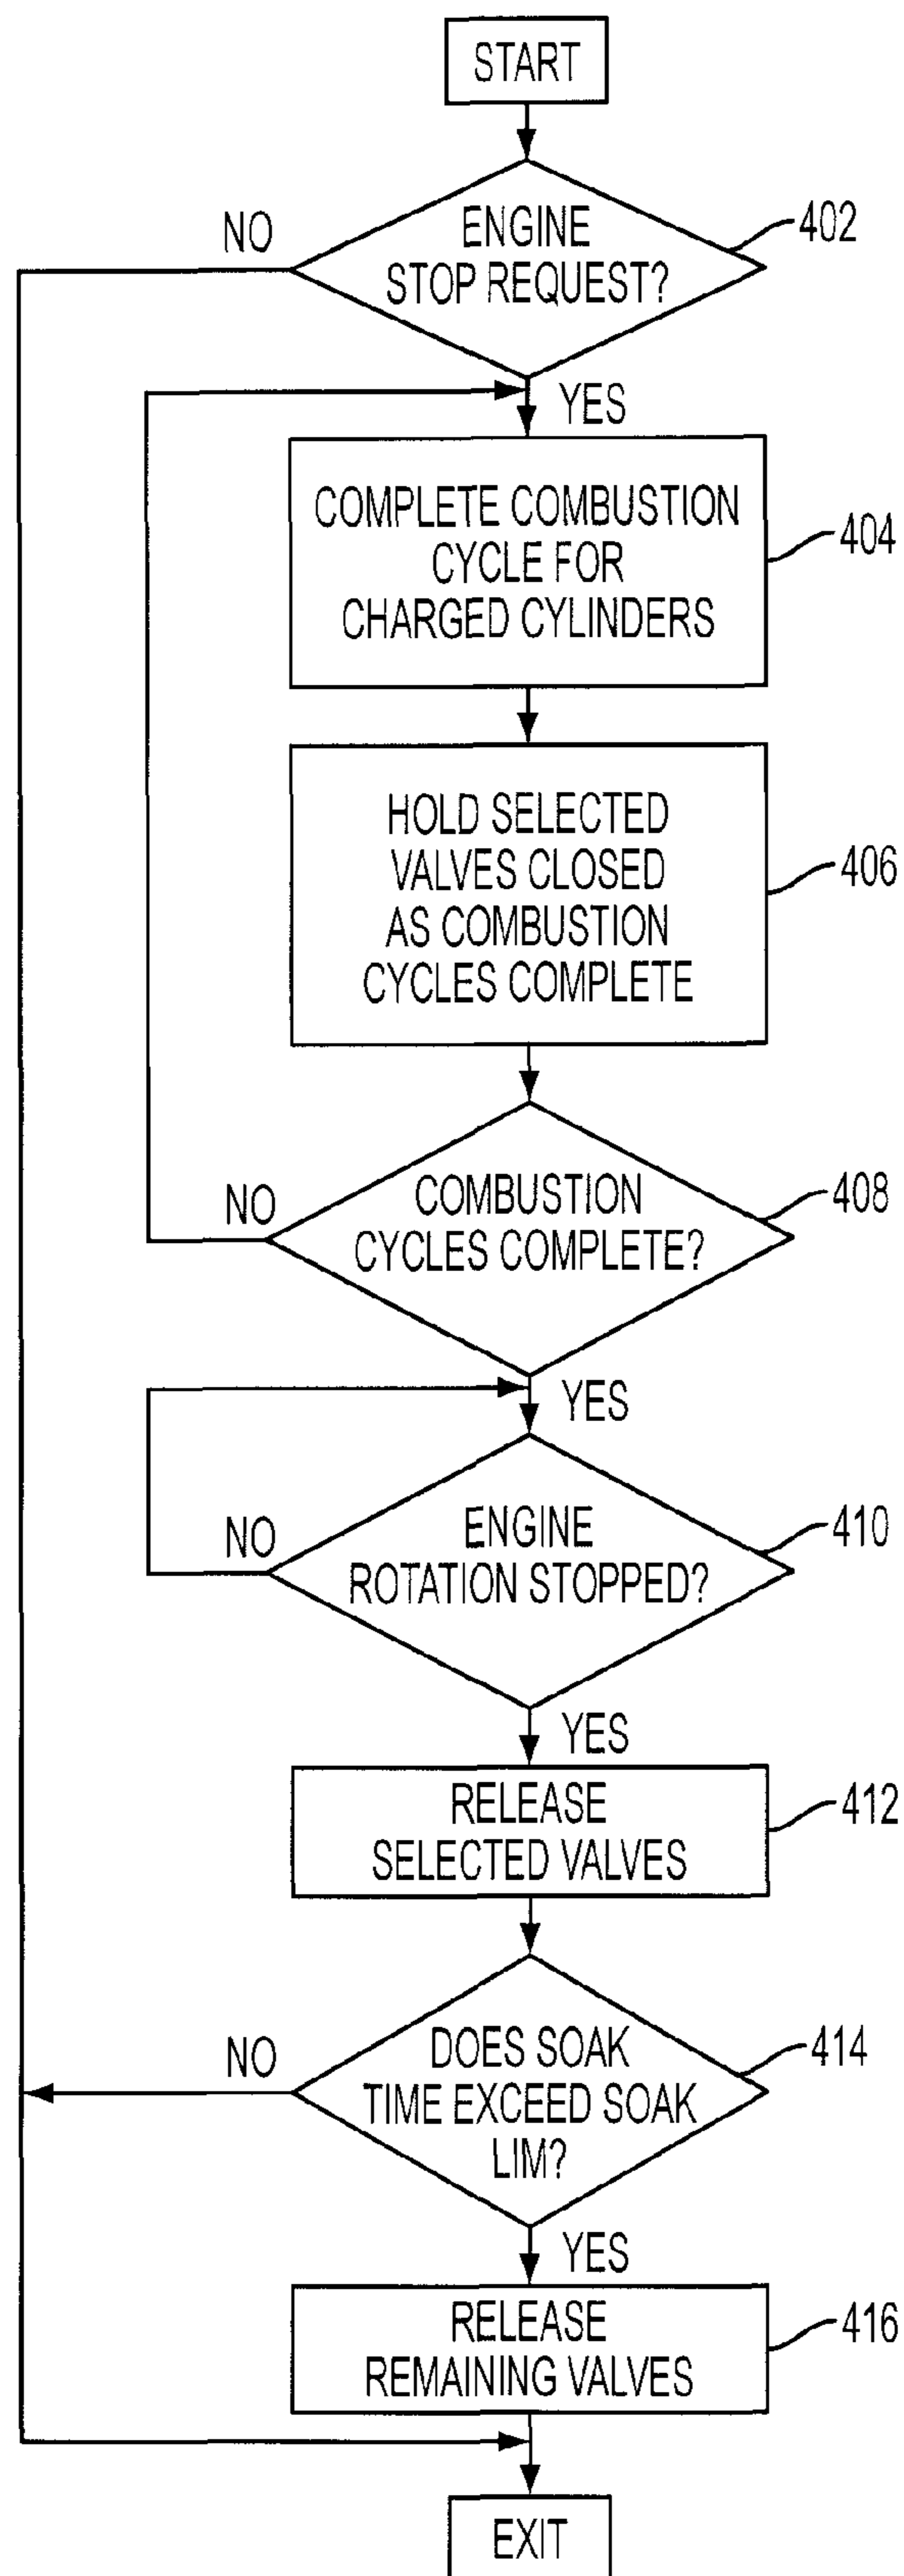 START
ENGINE
STOP REQUEST?
402
NO
YES
COMPLETE COMBUSTION
CYCLE FOR
CHARGED CYLINDERS
404
HOLD SELECTED
VALVES CLOSED
AS COMBUSTION
CYCLES COMPLETE
406
COMBUSTION
CYCLES COMPLETE?
408
NO
YES
ENGINE
ROTATION STOPPED?
410
NO
YES
RELEASE
SELECTED VALVES
412
DOES SOAK
TIME EXCEED SOAK
LIM?
414
NO
YES
RELEASE
REMAINING VALVES
416
EXIT